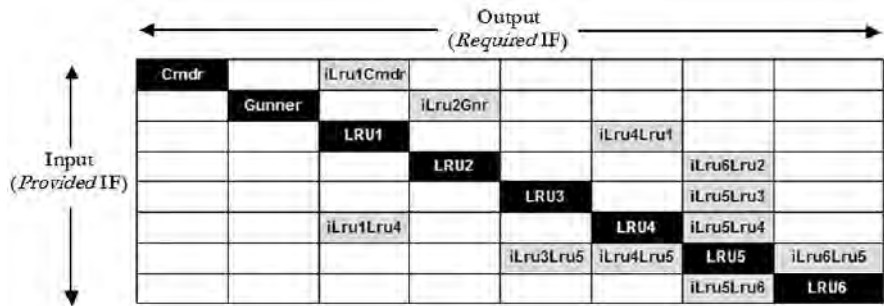 Output
(Required IF)
Input
(Provided IF)
Cmdr iLru1Cmdr
Gunner iLru2Gnr
LRU1 iLru4Lru1
LRU2 iLru6Lru2
LRU3 iLru5Lru3
iLru1Lru4 LRU4 iLru5Lru4
iLru3Lru5 iLru4Lru5 LRU5 iLru6Lru5
iLru5Lru6 LRU6